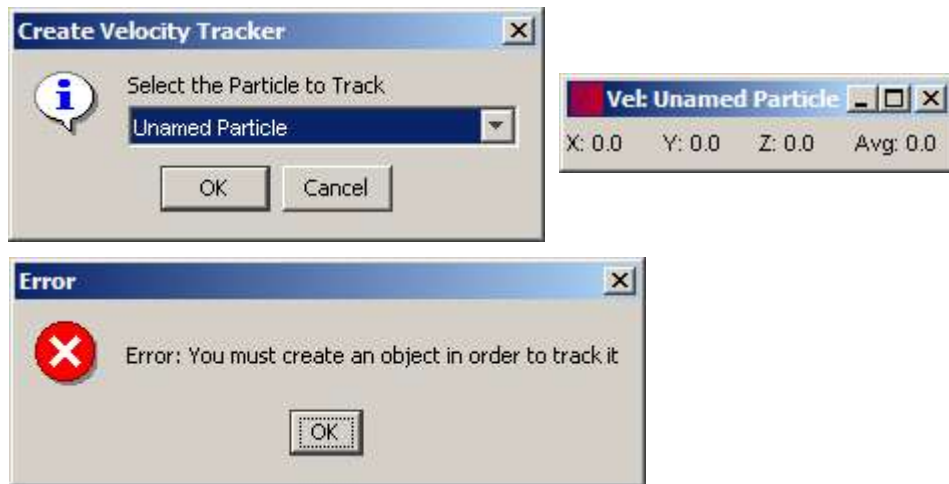 Create Velocity Tracker
Select the Particle to Track
Unamed Particle
OK Cancel
Vel: Unamed Particle
X: 0.0 Y: 0.0 Z: 0.0 Avg: 0.0
Error
Error: You must create an object in order to track it
OK